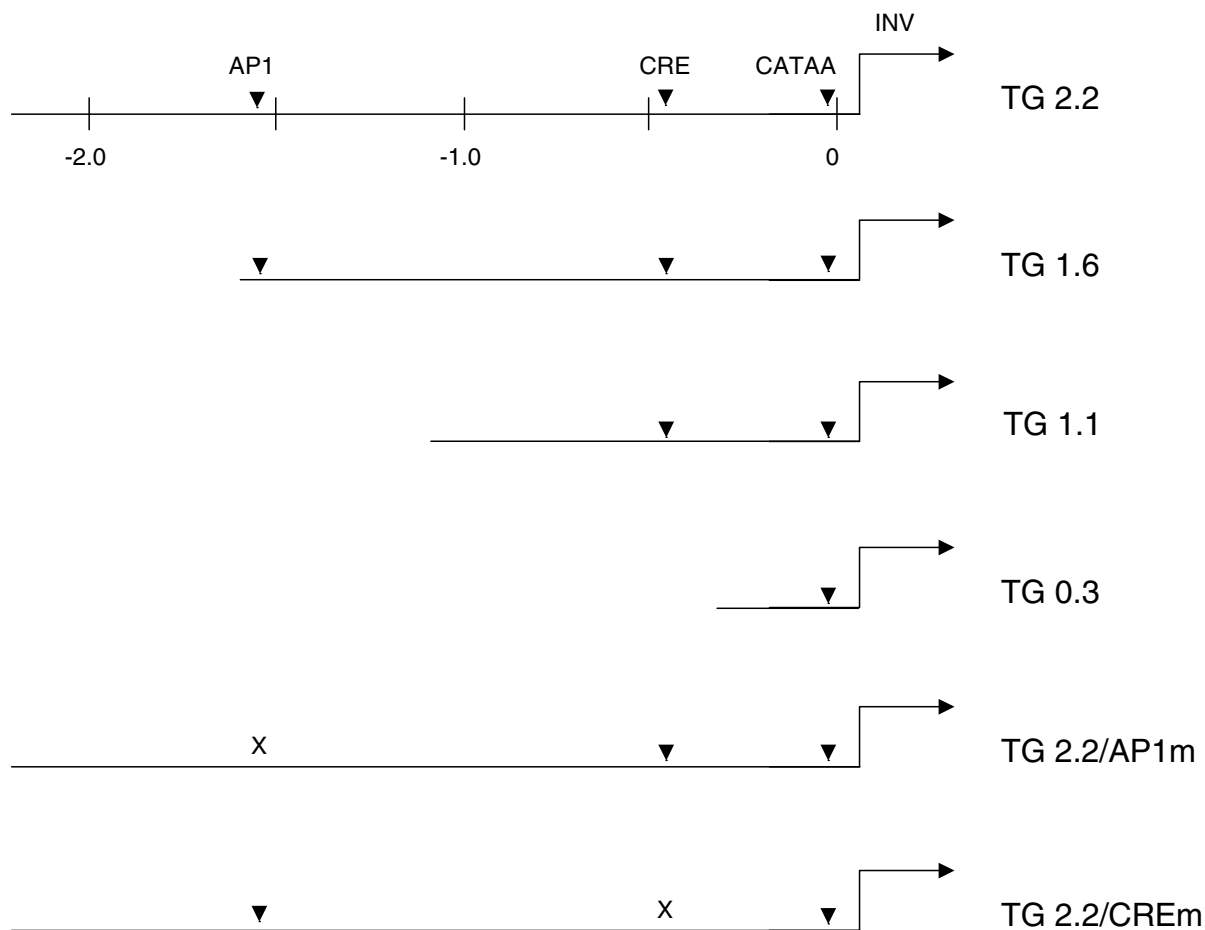 INV
AP1 CRE CATAA
TG 2.2
-2.0 -1.0 0
TG 1.6
TG 1.1
TG 0.3
X
TG 2.2/AP1m
X
TG 2.2/CREm